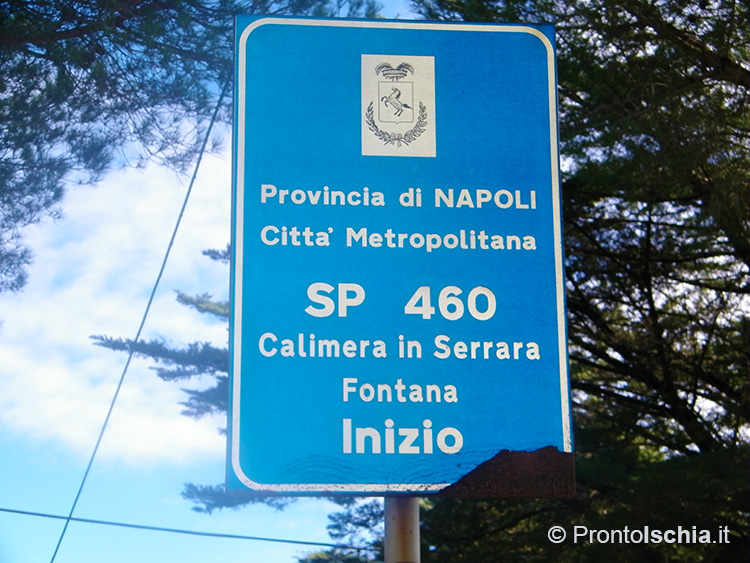 Provincia di NAPOLI
Citta' Metropolitana
SP 460
Calimera in Serrara
Fontana
Inizio
© ProntoIschia.it